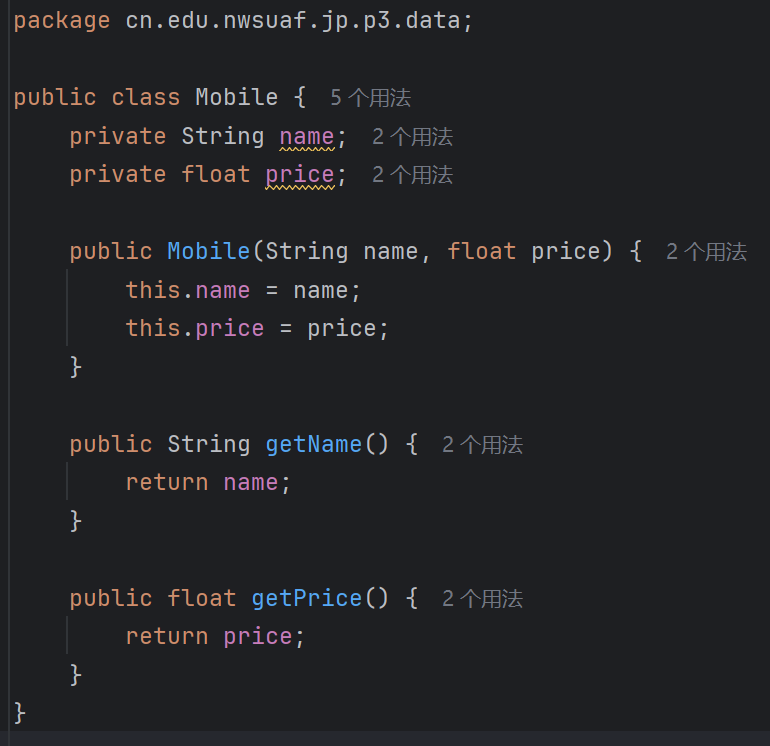 package cn.edu.nwsuaf.jp.p3.data;
public class Mobile { 5 个用法
private String name; 2 个用法
private float price; 2 个用法
public Mobile(String name, float price) { 2 个用法
this.name = name;
this.price = price;
}
public String getName() { 2 个用法
return name;
}
public float getPrice() { 2 个用法
return price;
}
}